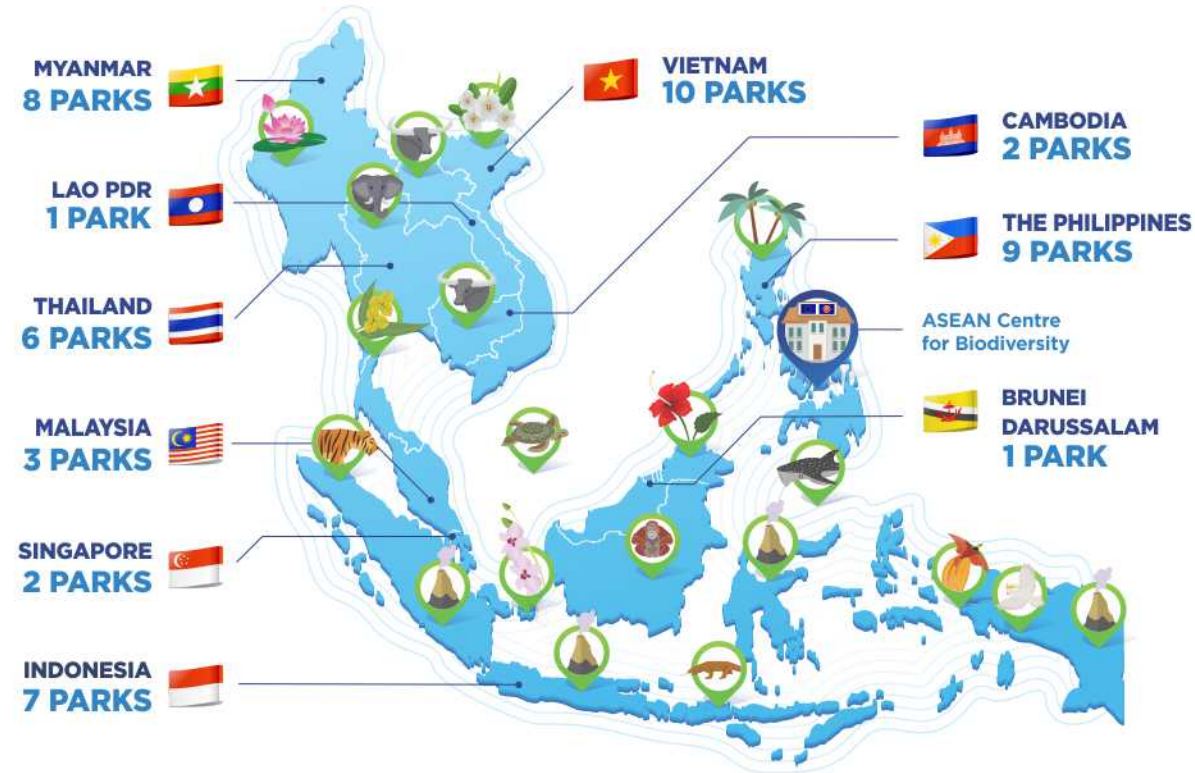 MYANMAR
8 PARKS
LAO PDR
1 PARK
THAILAND
6 PARKS
MALAYSIA
3 PARKS
SINGAPORE
2 PARKS
INDONESIA
7 PARKS
VIETNAM
10 PARKS
CAMBODIA
2 PARKS
THE PHILIPPINES
9 PARKS
ASEAN Centre
for Biodiversity
BRUNEI
DARUSSALAM
1 PARK